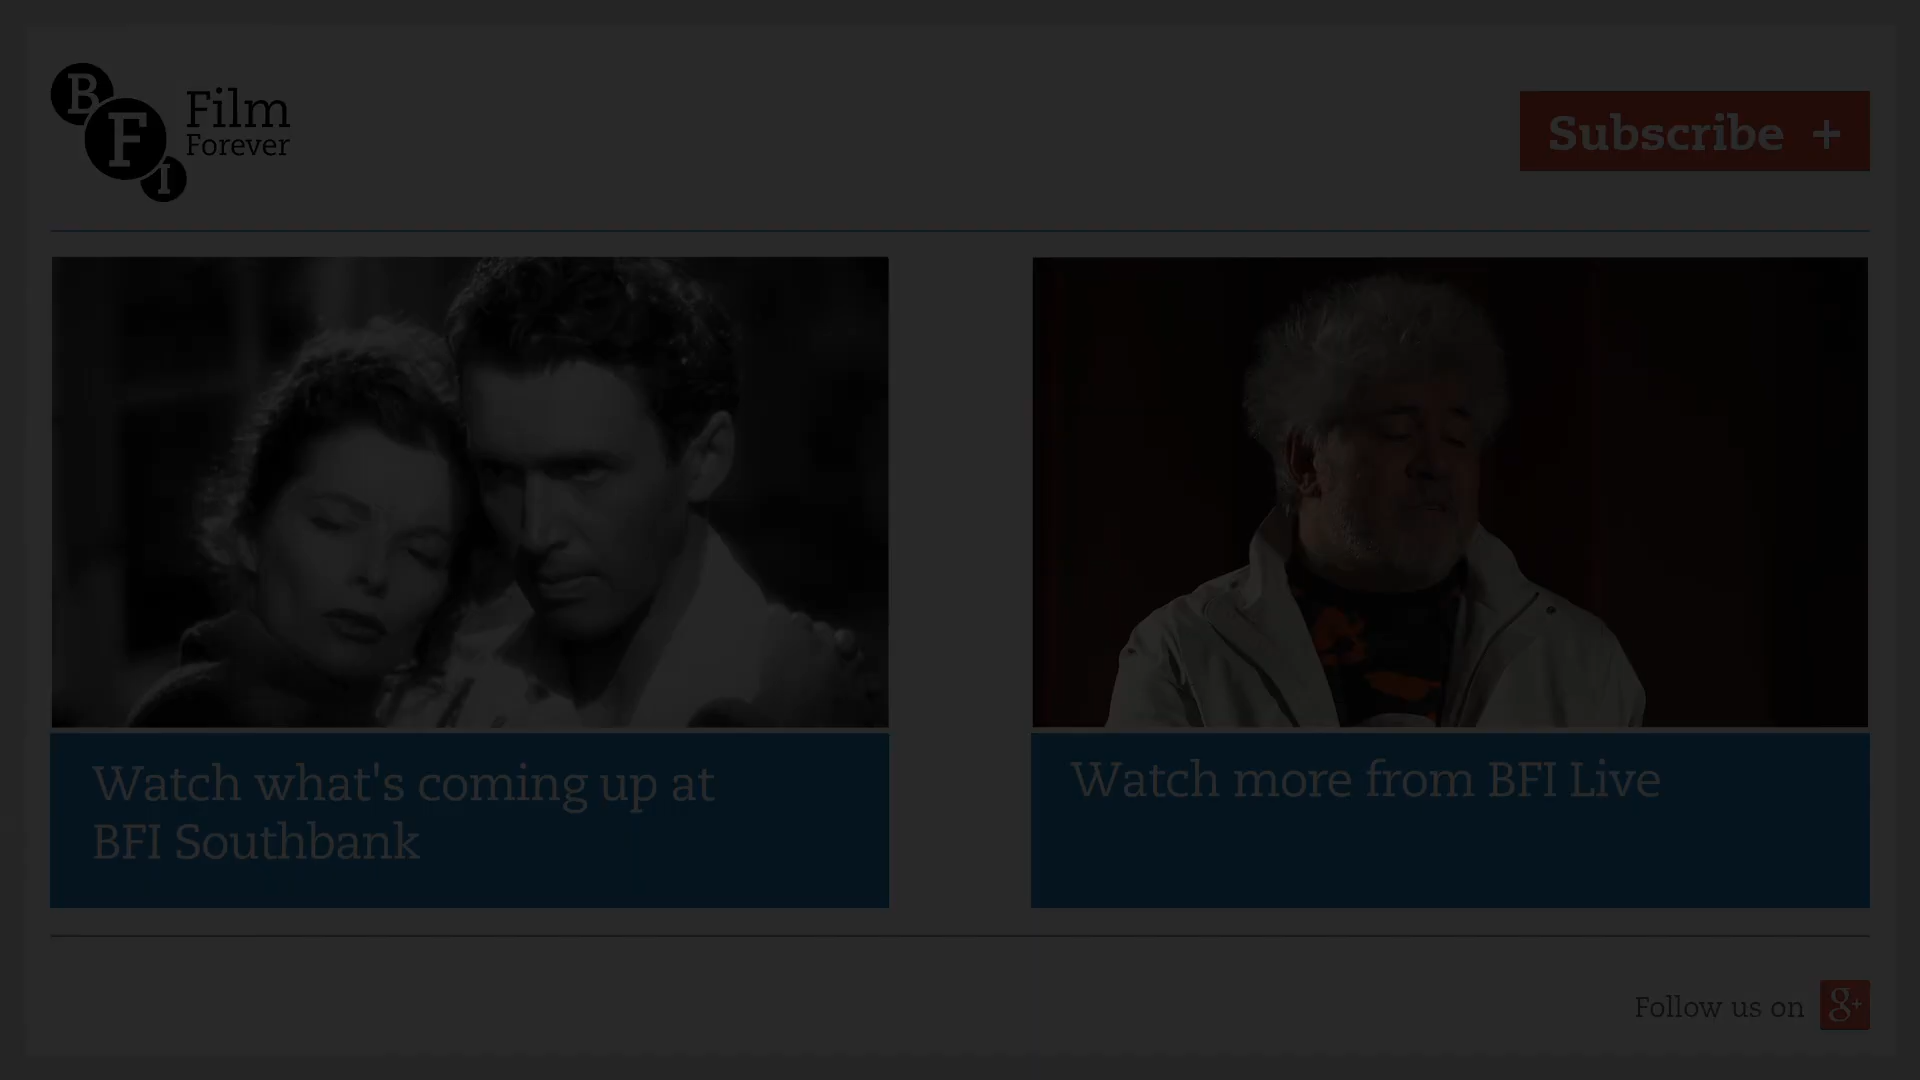 B
F
I
Film
Forever
Subscribe +
Watch what's coming up at
BFI Southbank
Watch more from BFI Live
Follow us on g+